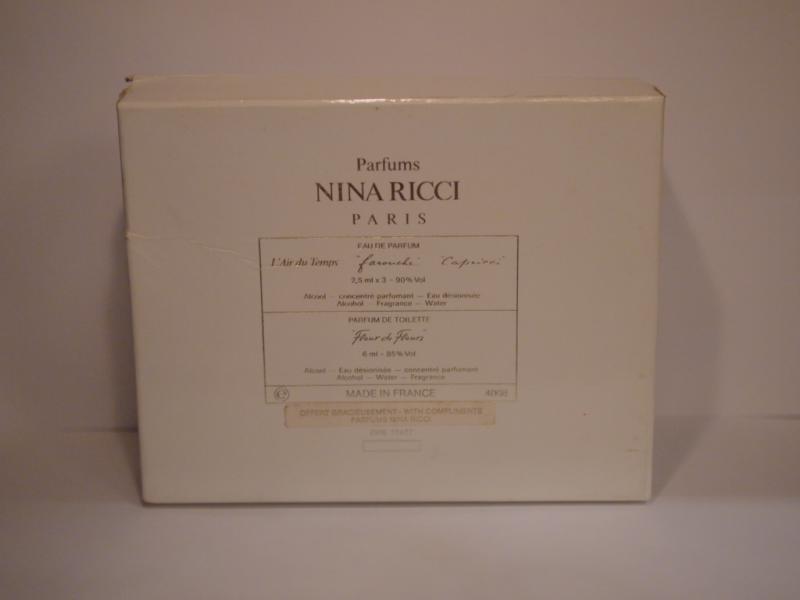 Parfums
NINA RICCI
PARIS
EAU DE PARFUM
L'Air du Temps "Farouche" "Capricci"
2,5 ml x 3 - 90% Vol
Alcool — concentré parfumant — Eau désionisée
Alcohol — Fragrance — Water
PARFUM DE TOILETTE
"Fleur de Fleurs"
6 ml - 85% Vol
Alcool — Eau désionisée — concentré parfumant
Alcohol — Water — Fragrance
MADE IN FRANCE
OFFERT GRACIEUSEMENT - WITH COMPLIMENTS
PARFUMS NINA RICCI